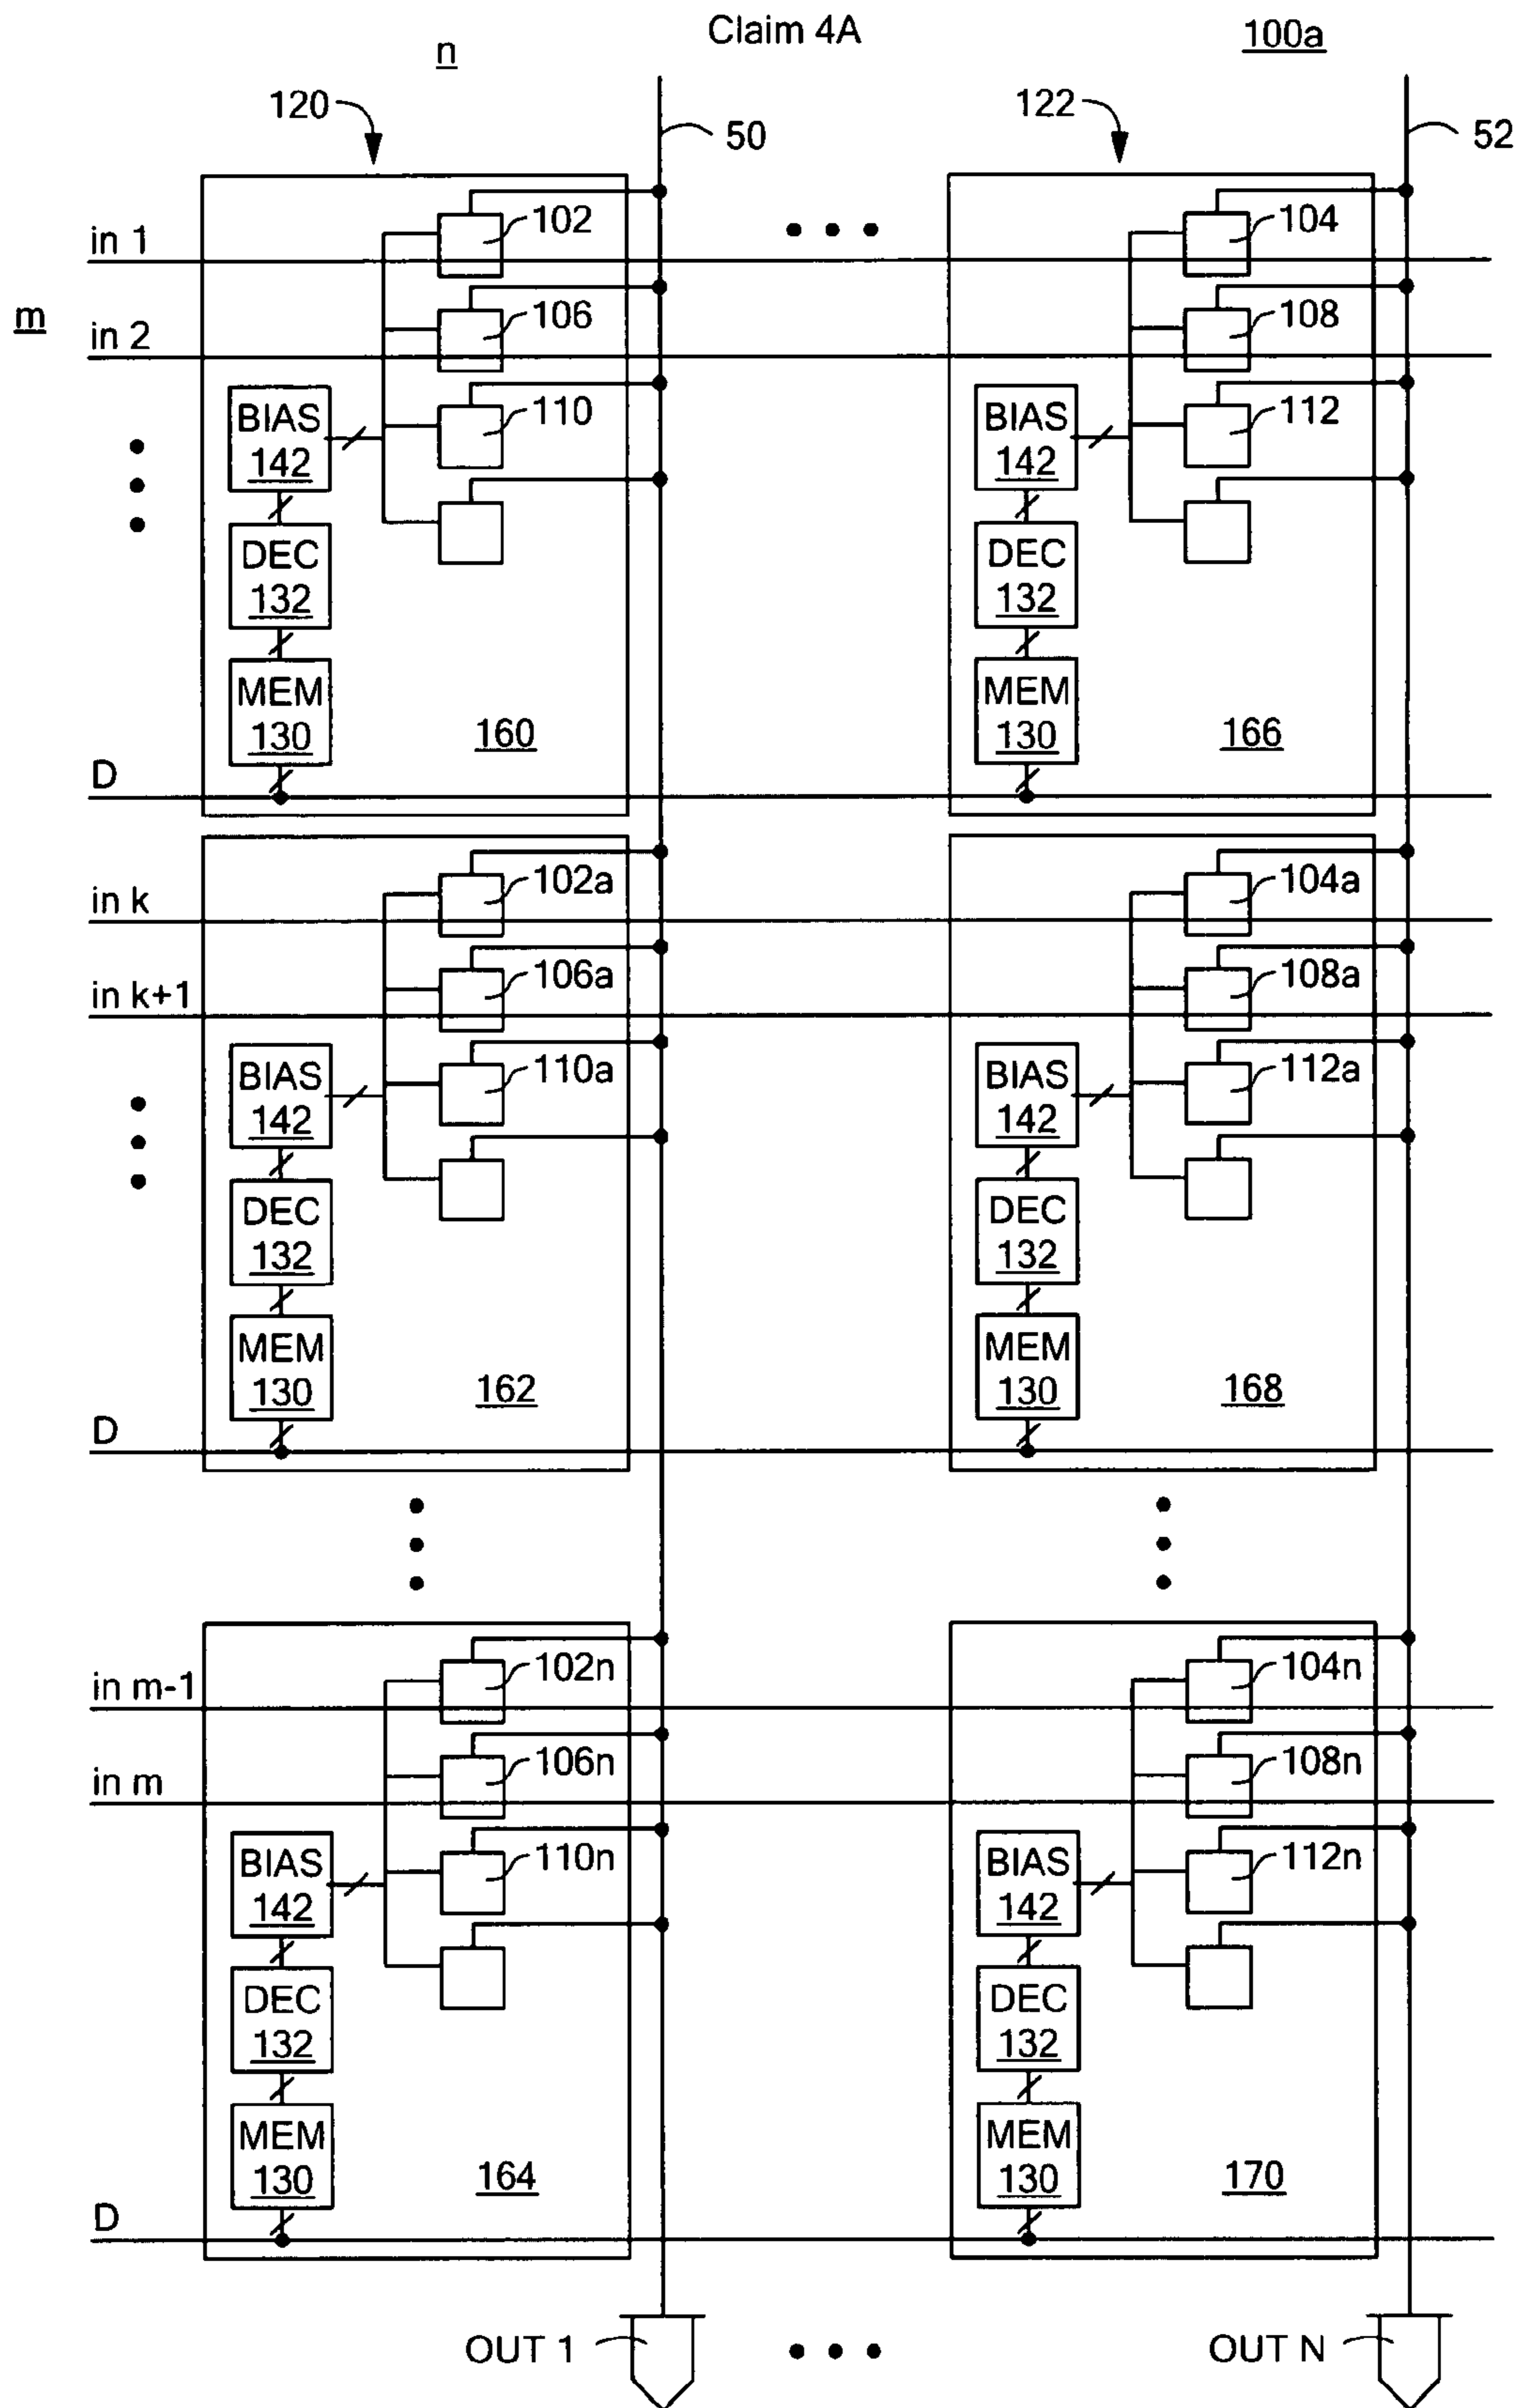 Claim 4A
n
100a
120
50
122
52
in 1
102
104
m
in 2
106
108
BIAS
142
110
BIAS
142
112
DEC
132
DEC
132
MEM
130
160
MEM
130
166
D
in k
102a
104a
in k+1
106a
108a
BIAS
142
110a
BIAS
142
112a
DEC
132
DEC
132
MEM
130
162
MEM
130
168
D
in m-1
102n
104n
in m
106n
108n
BIAS
142
110n
BIAS
142
112n
DEC
132
DEC
132
MEM
130
164
MEM
130
170
D
OUT 1
OUT N